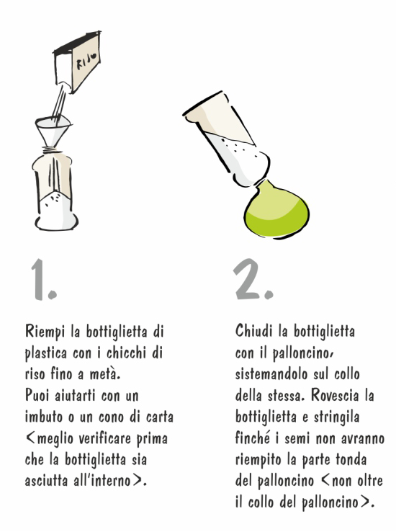 RISO
1.
Riempi la bottiglietta di
plastica con i chicchi di
riso fino a metà.
Puoi aiutarti con un
imbuto o un cono di carta
<meglio verificare prima
che la bottiglietta sia
asciutta all'interno>.
2.
Chiudi la bottiglietta
con il palloncino,
sistemandolo sul collo
della stessa. Rovescia la
bottiglietta e stringila
finché i semi non avranno
riempito la parte tonda
del palloncino <non oltre
il collo del palloncino>.